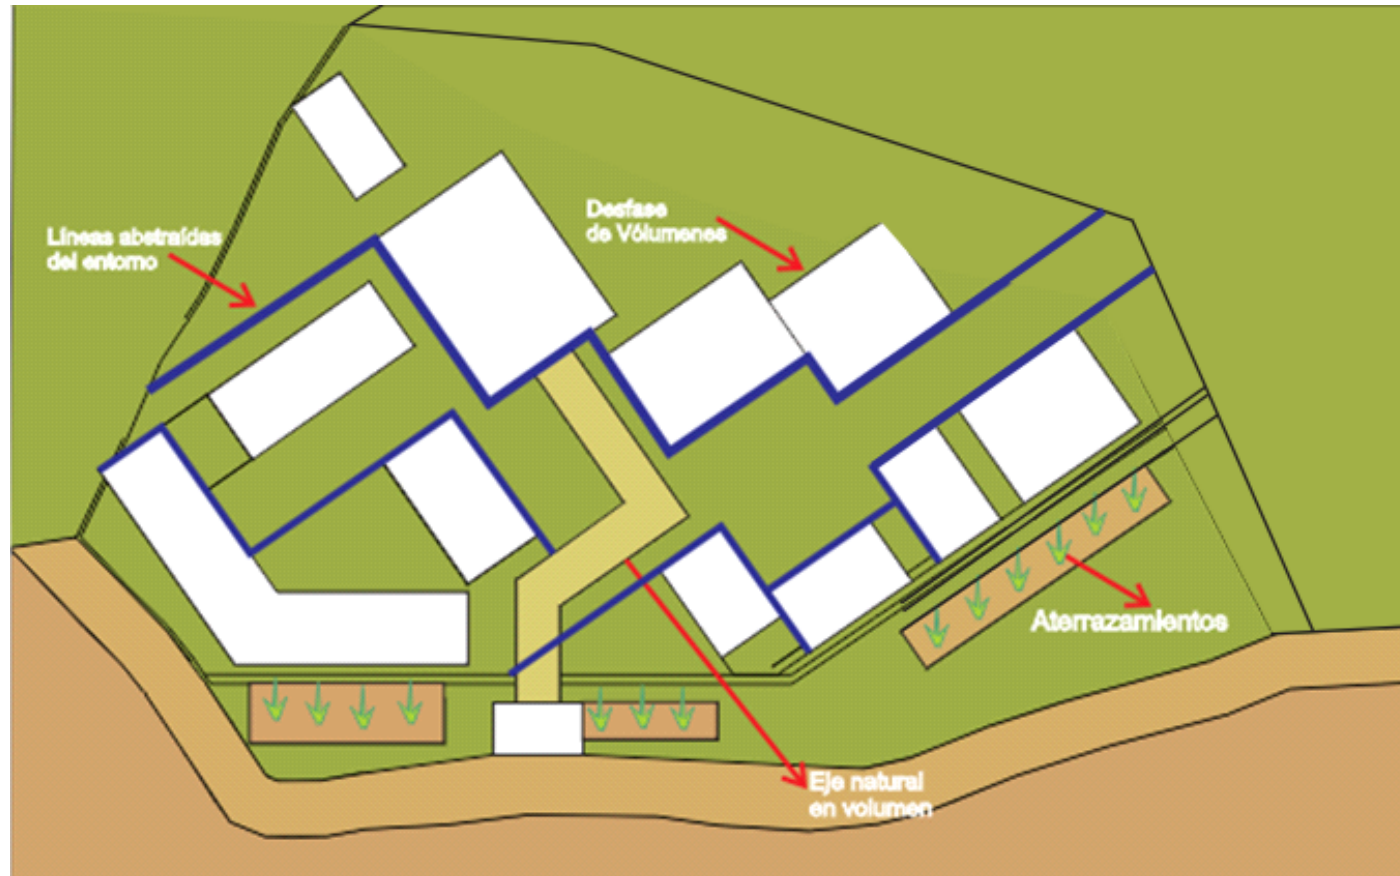 Líneas abstraídas
del entorno
Desfase
de Vólumenes
Aterrazamientos
Eje natural
en volumen